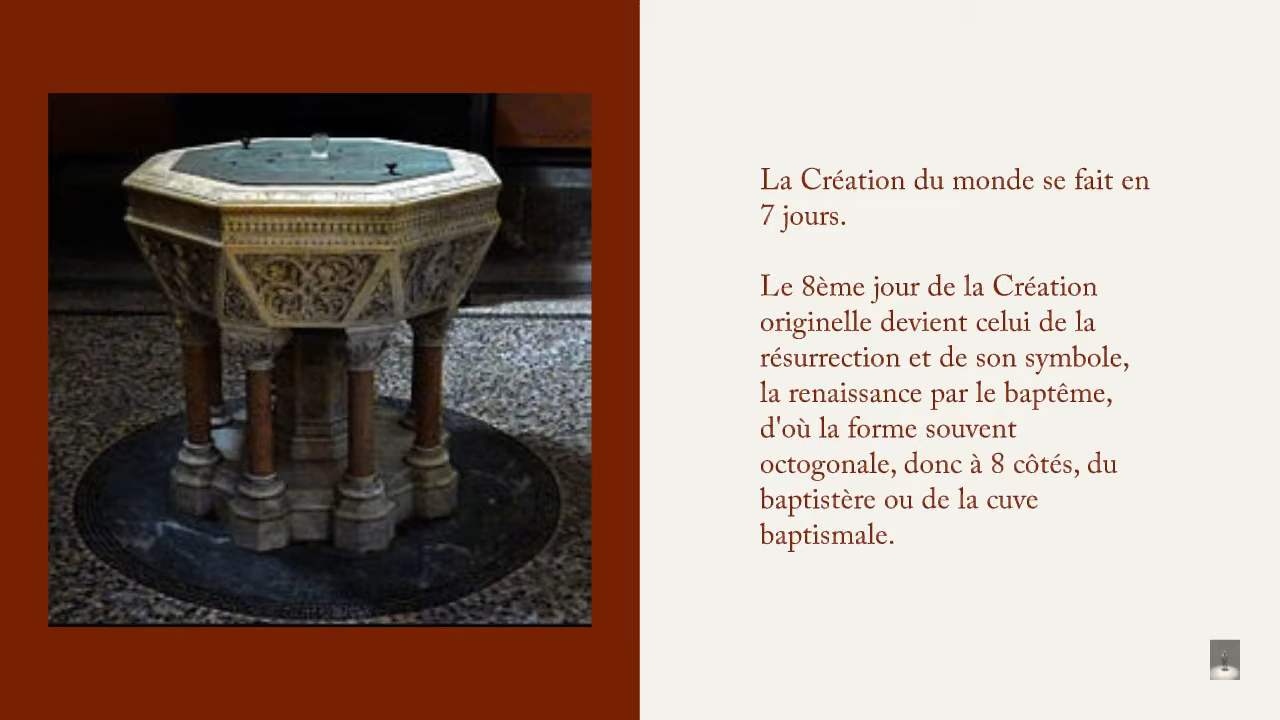 La Création du monde se fait en
7 jours.
Le 8ème jour de la Création
originelle devient celui de la
résurrection et de son symbole,
la renaissance par le baptême,
d'où la forme souvent
octogonale, donc à 8 côtés, du
baptistère ou de la cuve
baptismale.